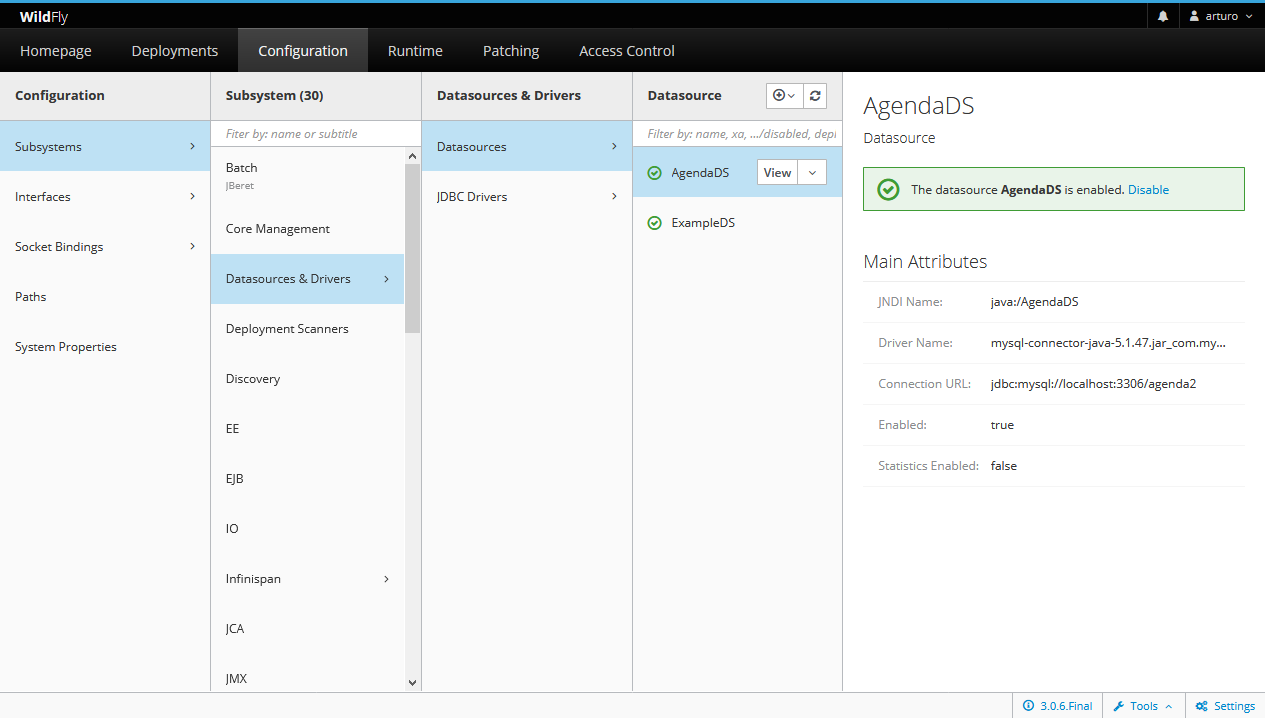 WildFly
arturo
Homepage
Deployments
Configuration
Runtime
Patching
Access Control
Configuration
Subsystems
Interfaces
Socket Bindings
Paths
System Properties
Subsystem (30)
Fiter by: name or subtitle
Batch
JBeret
Core Management
Datasources & Drivers
Deployment Scanners
Discovery
EE
EJB
IO
Infinispan
JCA
JMX
Datasources & Drivers
Datasources
JDBC Drivers
Datasource
Filter by: name, xa, .../disabled, depl
AgendaDS
View
ExampleDS
AgendaDS
Datasource
The datasource AgendaDS is enabled. Disable
Main Attributes
JNDI Name: java:/AgendaDS
Driver Name: mysql-connector-java-5.1.47.jar_com.my...
Connection URL: jdbc:mysql://localhost:3306/agenda2
Enabled: true
Statistics Enabled: false
3.0.6.Final
Tools
Settings